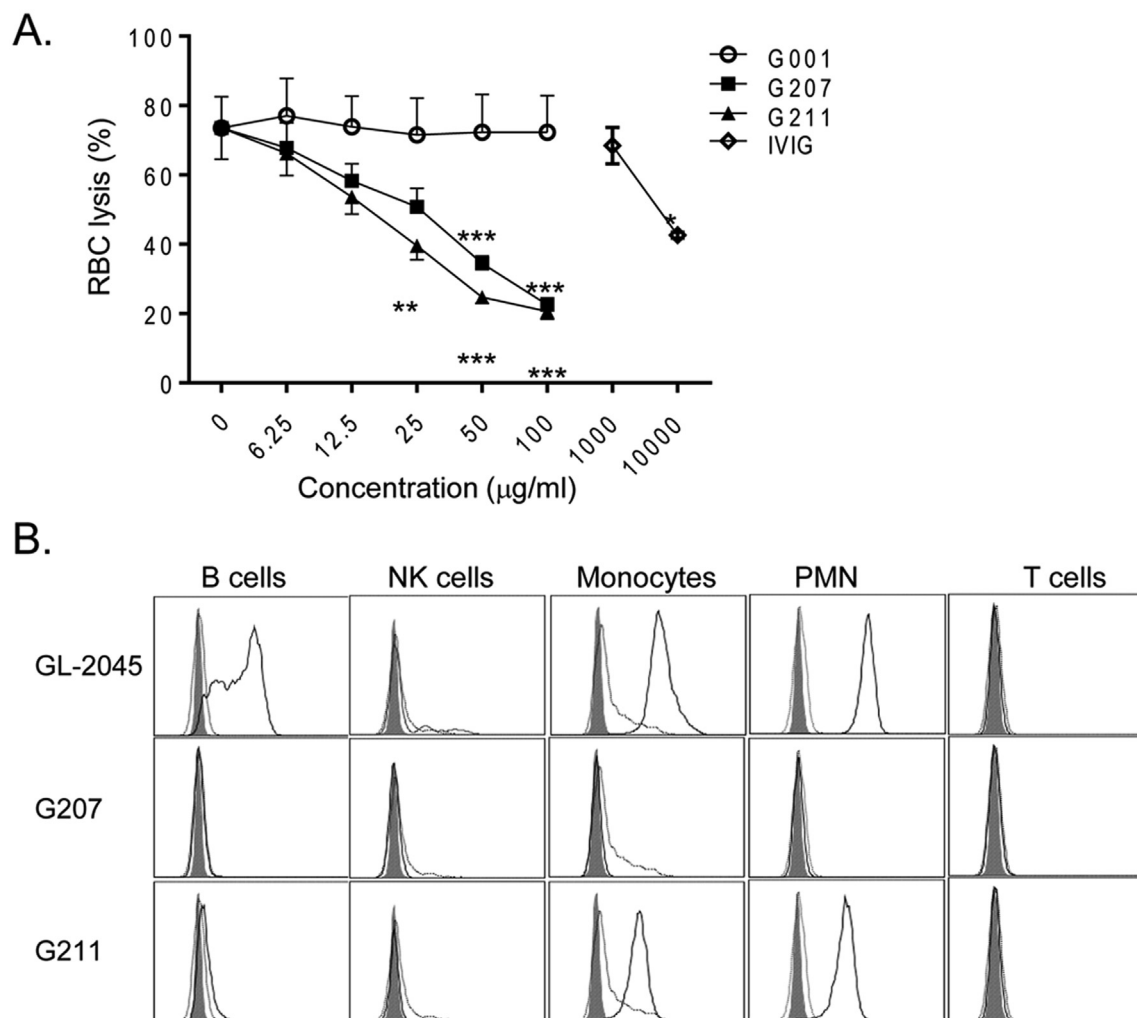 A.
100
80
60
40
20
0
RBC lysis (%)
G001
G207
G211
IVIG
***
*
***
**
***
***
0 6.25 12.5 25 50 100 1000 10000
Concentration (μg/ml)
B.
B cells NK cells Monocytes PMN T cells
GL-2045
G207
G211